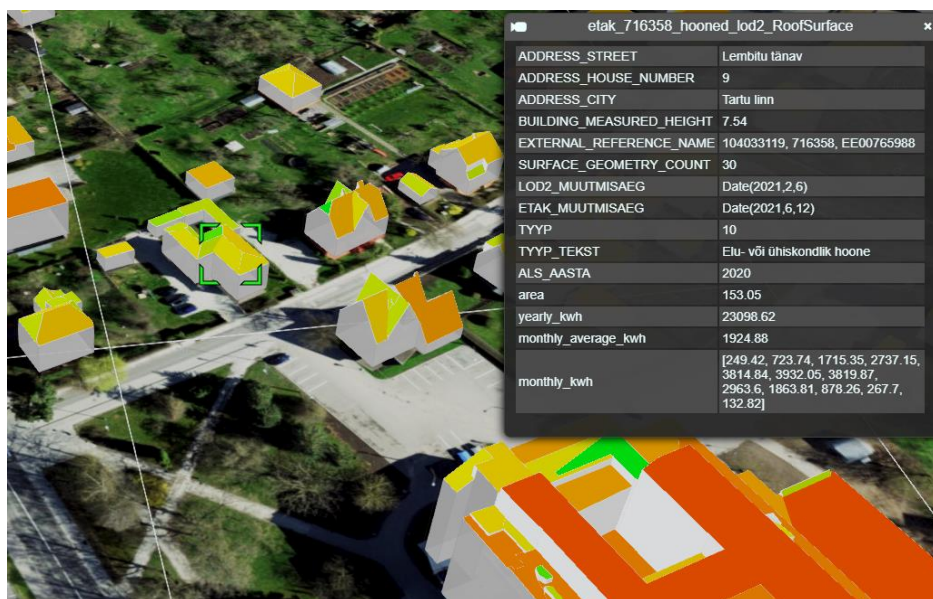 etak_716358_hooned_lod2_RoofSurface ×
ADDRESS_STREET Lembitu tänav
ADDRESS_HOUSE_NUMBER 9
ADDRESS_CITY Tartu linn
BUILDING_MEASURED_HEIGHT 7.54
EXTERNAL_REFERENCE_NAME 104033119, 716358, EE00765988
SURFACE_GEOMETRY_COUNT 30
LOD2_MUUTMISAEG Date(2021,2,6)
ETAK_MUUTMISAEG Date(2021,6,12)
TYYP 10
TYYP_TEKST Elu- või ühiskondlik hoone
ALS_AASTA 2020
area 153.05
yearly_kwh 23098.62
monthly_average_kwh 1924.88
monthly_kwh [249.42, 723.74, 1715.35, 2737.15,
3814.84, 3932.05, 3819.87,
2963.6, 1863.81, 878.26, 267.7,
132.82]